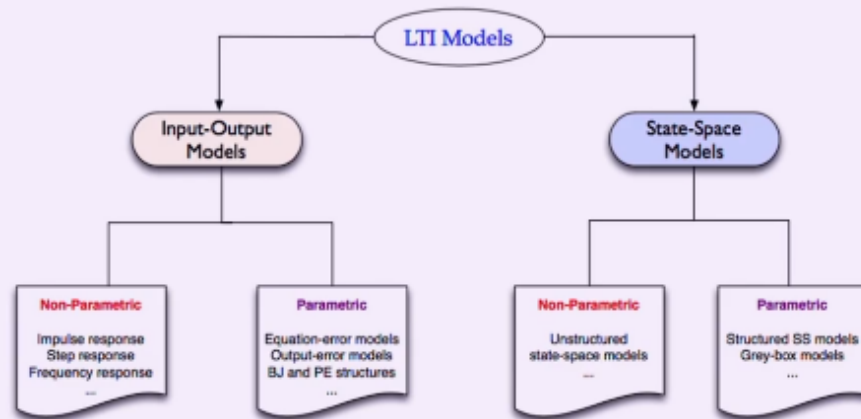 LTI Models
Input-Output
Models
State-Space
Models
Non-Parametric
Impulse response
Step response
Frequency response
...
Parametric
Equation-error models
Output-error models
BJ and PE structures
...
Non-Parametric
Unstructured
state-space models
...
Parametric
Structured SS models
Grey-box models
...